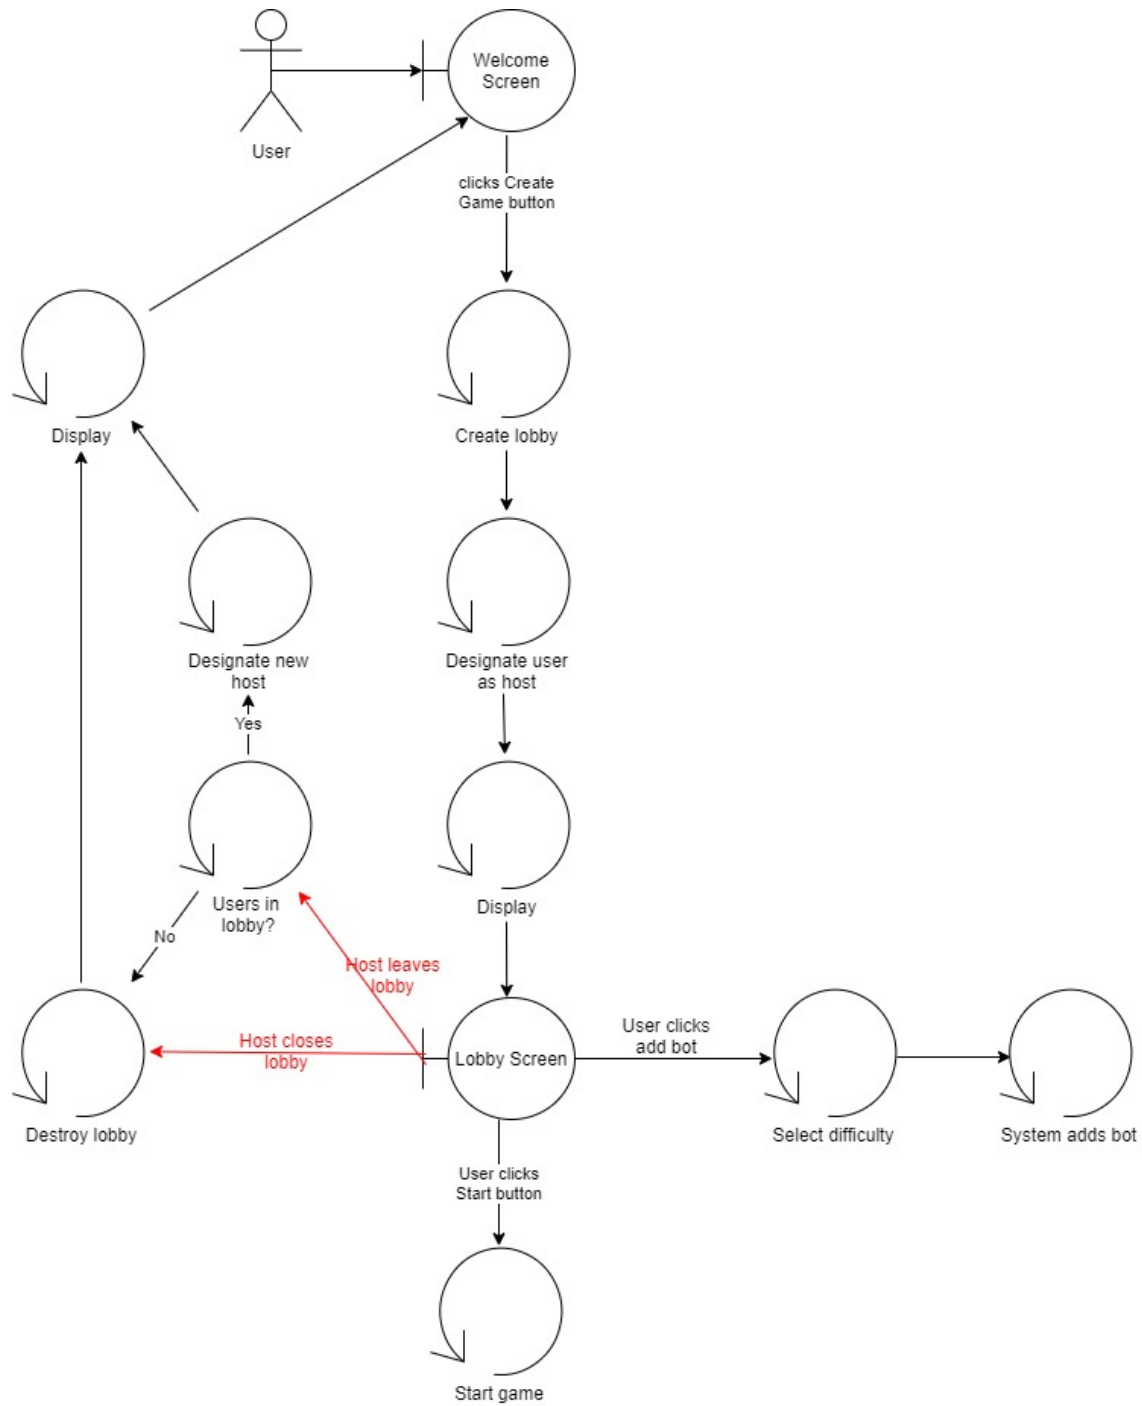 Welcome
Screen
User
clicks Create
Game button
Display
Create lobby
Designate new
host
Designate user
as host
Yes
Users in
lobby?
Display
No
Host leaves
lobby
Host closes
lobby
Lobby Screen
User clicks
add bot
Destroy lobby
Select difficulty
System adds bot
User clicks
Start button
Start game